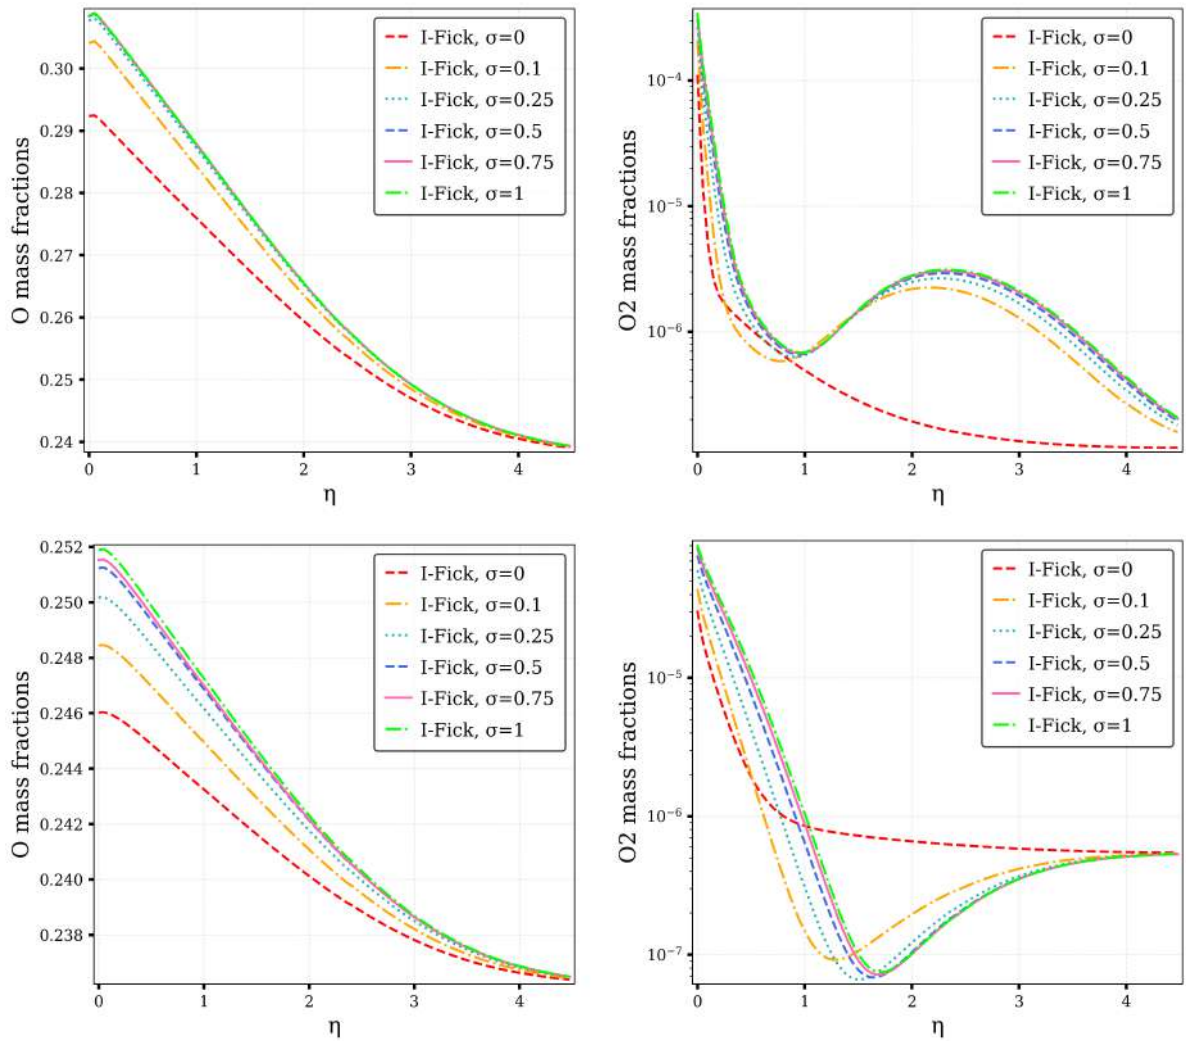 O mass fractions
0.30
0.29
0.28
0.27
0.26
0.25
0.24
0
1
2
3
4
η
I-Fick, σ=0
I-Fick, σ=0.1
I-Fick, σ=0.25
I-Fick, σ=0.5
I-Fick, σ=0.75
I-Fick, σ=1
O2 mass fractions
10⁻⁴
10⁻⁵
10⁻⁶
0
1
2
3
4
η
I-Fick, σ=0
I-Fick, σ=0.1
I-Fick, σ=0.25
I-Fick, σ=0.5
I-Fick, σ=0.75
I-Fick, σ=1
O mass fractions
0.252
0.250
0.248
0.246
0.244
0.242
0.240
0.238
0
1
2
3
4
η
I-Fick, σ=0
I-Fick, σ=0.1
I-Fick, σ=0.25
I-Fick, σ=0.5
I-Fick, σ=0.75
I-Fick, σ=1
O2 mass fractions
10⁻⁵
10⁻⁶
10⁻⁷
0
1
2
3
4
η
I-Fick, σ=0
I-Fick, σ=0.1
I-Fick, σ=0.25
I-Fick, σ=0.5
I-Fick, σ=0.75
I-Fick, σ=1